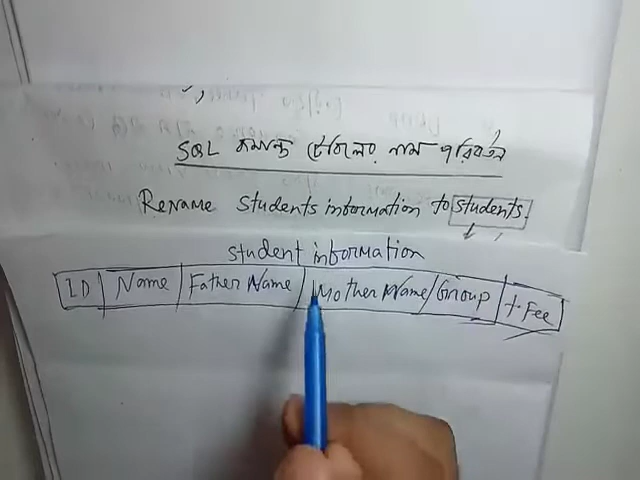 SQL কমান্ড টেবিলের নাম পরিবর্তন
Rename Students information to students.
Student information
ID Name Father Name Mother Name Group t.Fee